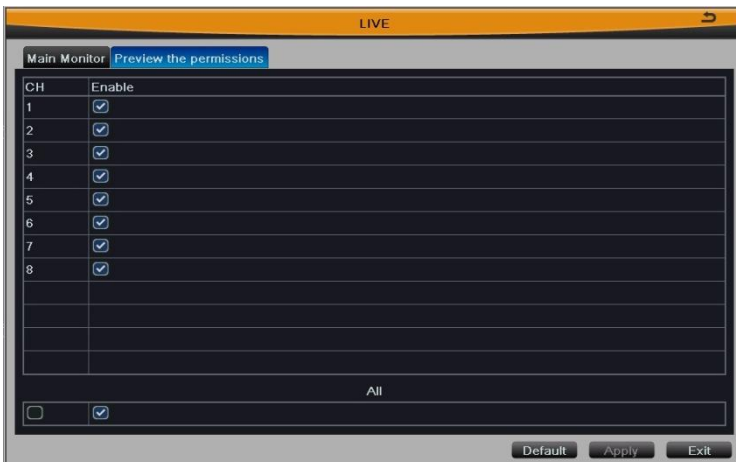 LIVE
Main Monitor Preview the permissions
CH Enable
1
2
3
4
5
6
7
8
All
Default Apply Exit